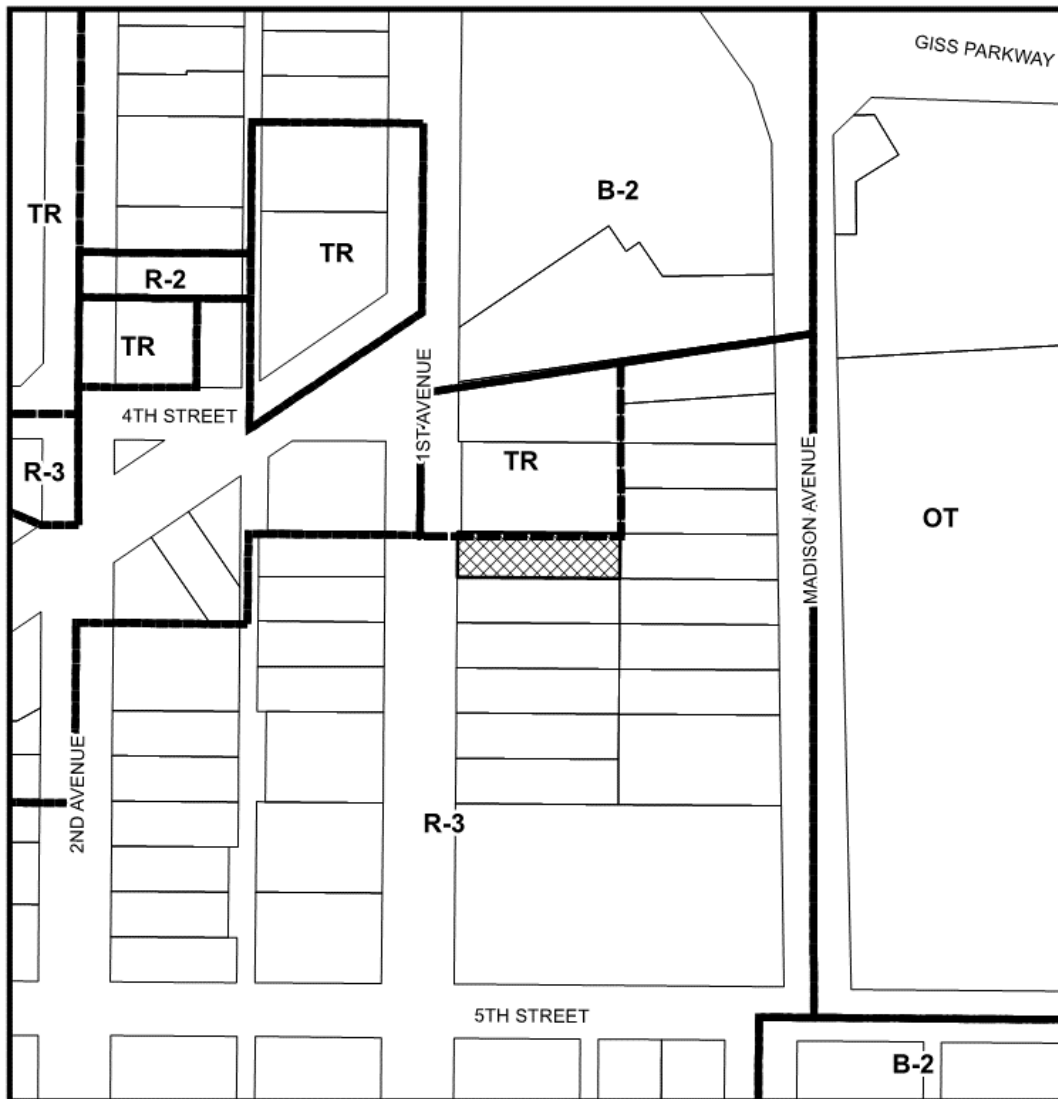 GISS PARKWAY
B-2
TR
TR
R-2
TR
1ST AVENUE
4TH STREET
TR
R-3
MADISON AVENUE
OT
2ND AVENUE
R-3
5TH STREET
B-2